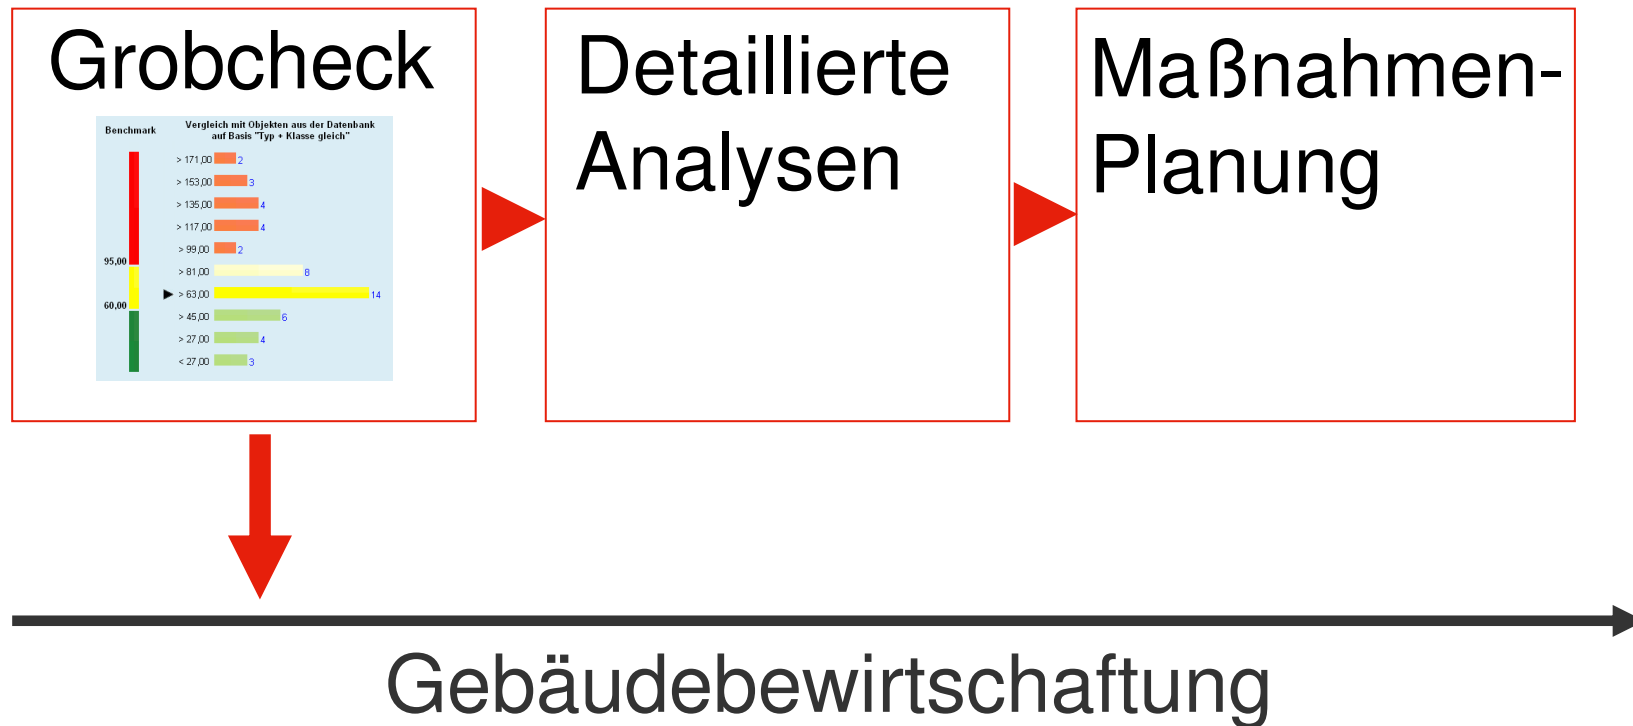 Grobcheck
Benchmark
Vergleich mit Objekten aus der Datenbank
auf Basis "Typ + Klasse gleich"
> 171,00 2
> 153,00 3
> 135,00 4
> 117,00 4
> 99,00 2
95,00
> 81,00 8
> 63,00 14
60,00
> 45,00 6
> 27,00 4
< 27,00 3
Detaillierte
Analysen
Maßnahmen-
Planung
Gebäudebewirtschaftung